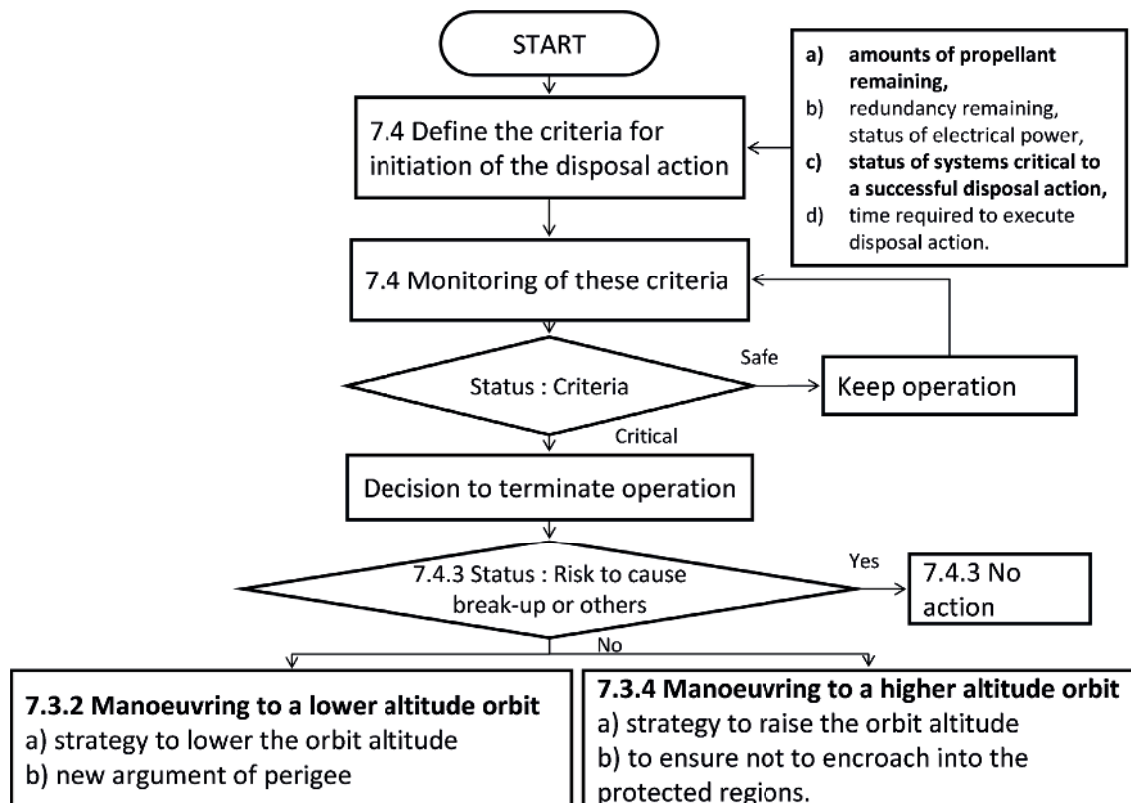 START
a) amounts of propellant
remaining,
b) redundancy remaining,
status of electrical power,
c) status of systems critical to
a successful disposal action,
d) time required to execute
disposal action.
7.4 Define the criteria for
initiation of the disposal action
7.4 Monitoring of these criteria
Status : Criteria
Safe
Keep operation
Critical
Decision to terminate operation
7.4.3 Status : Risk to cause
break-up or others
Yes
7.4.3 No
action
No
7.3.2 Manoeuvring to a lower altitude orbit
a) strategy to lower the orbit altitude
b) new argument of perigee
7.3.4 Manoeuvring to a higher altitude orbit
a) strategy to raise the orbit altitude
b) to ensure not to encroach into the
protected regions.